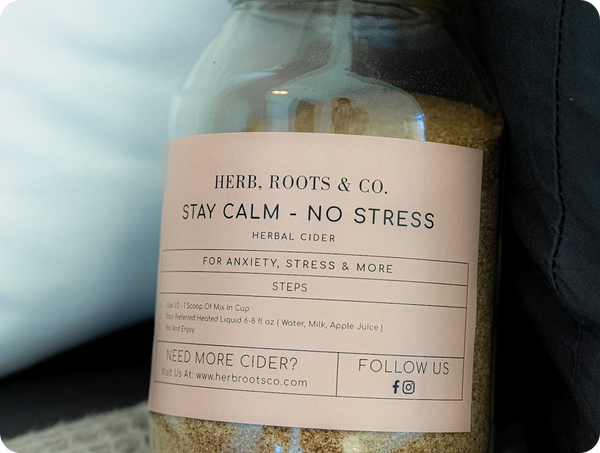 HERB, ROOTS & CO.
STAY CALM - NO STRESS
HERBAL CIDER
FOR ANXIETY, STRESS & MORE
STEPS
Use 1/2 - 1 Scoop Of Mix In Cup
Pour Preferred Heated Liquid 6-8 fl oz ( Water, Milk, Apple Juice )
And Enjoy
NEED MORE CIDER?
FOLLOW US
Visit Us At: www.herbrootsco.com